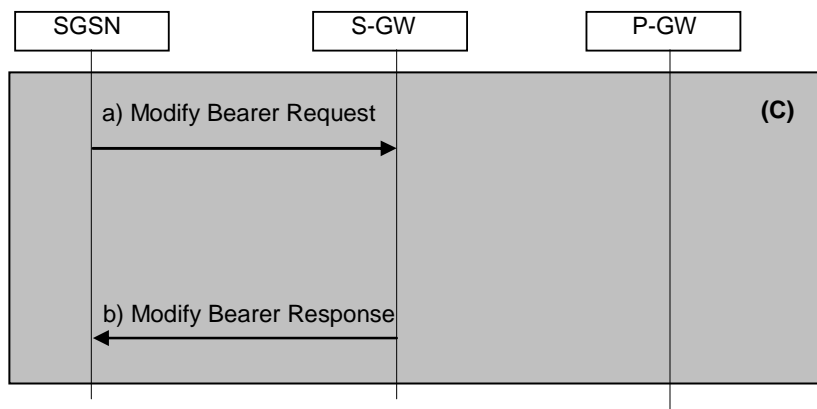 SGSN
S-GW
P-GW
a) Modify Bearer Request
(C)
b) Modify Bearer Response